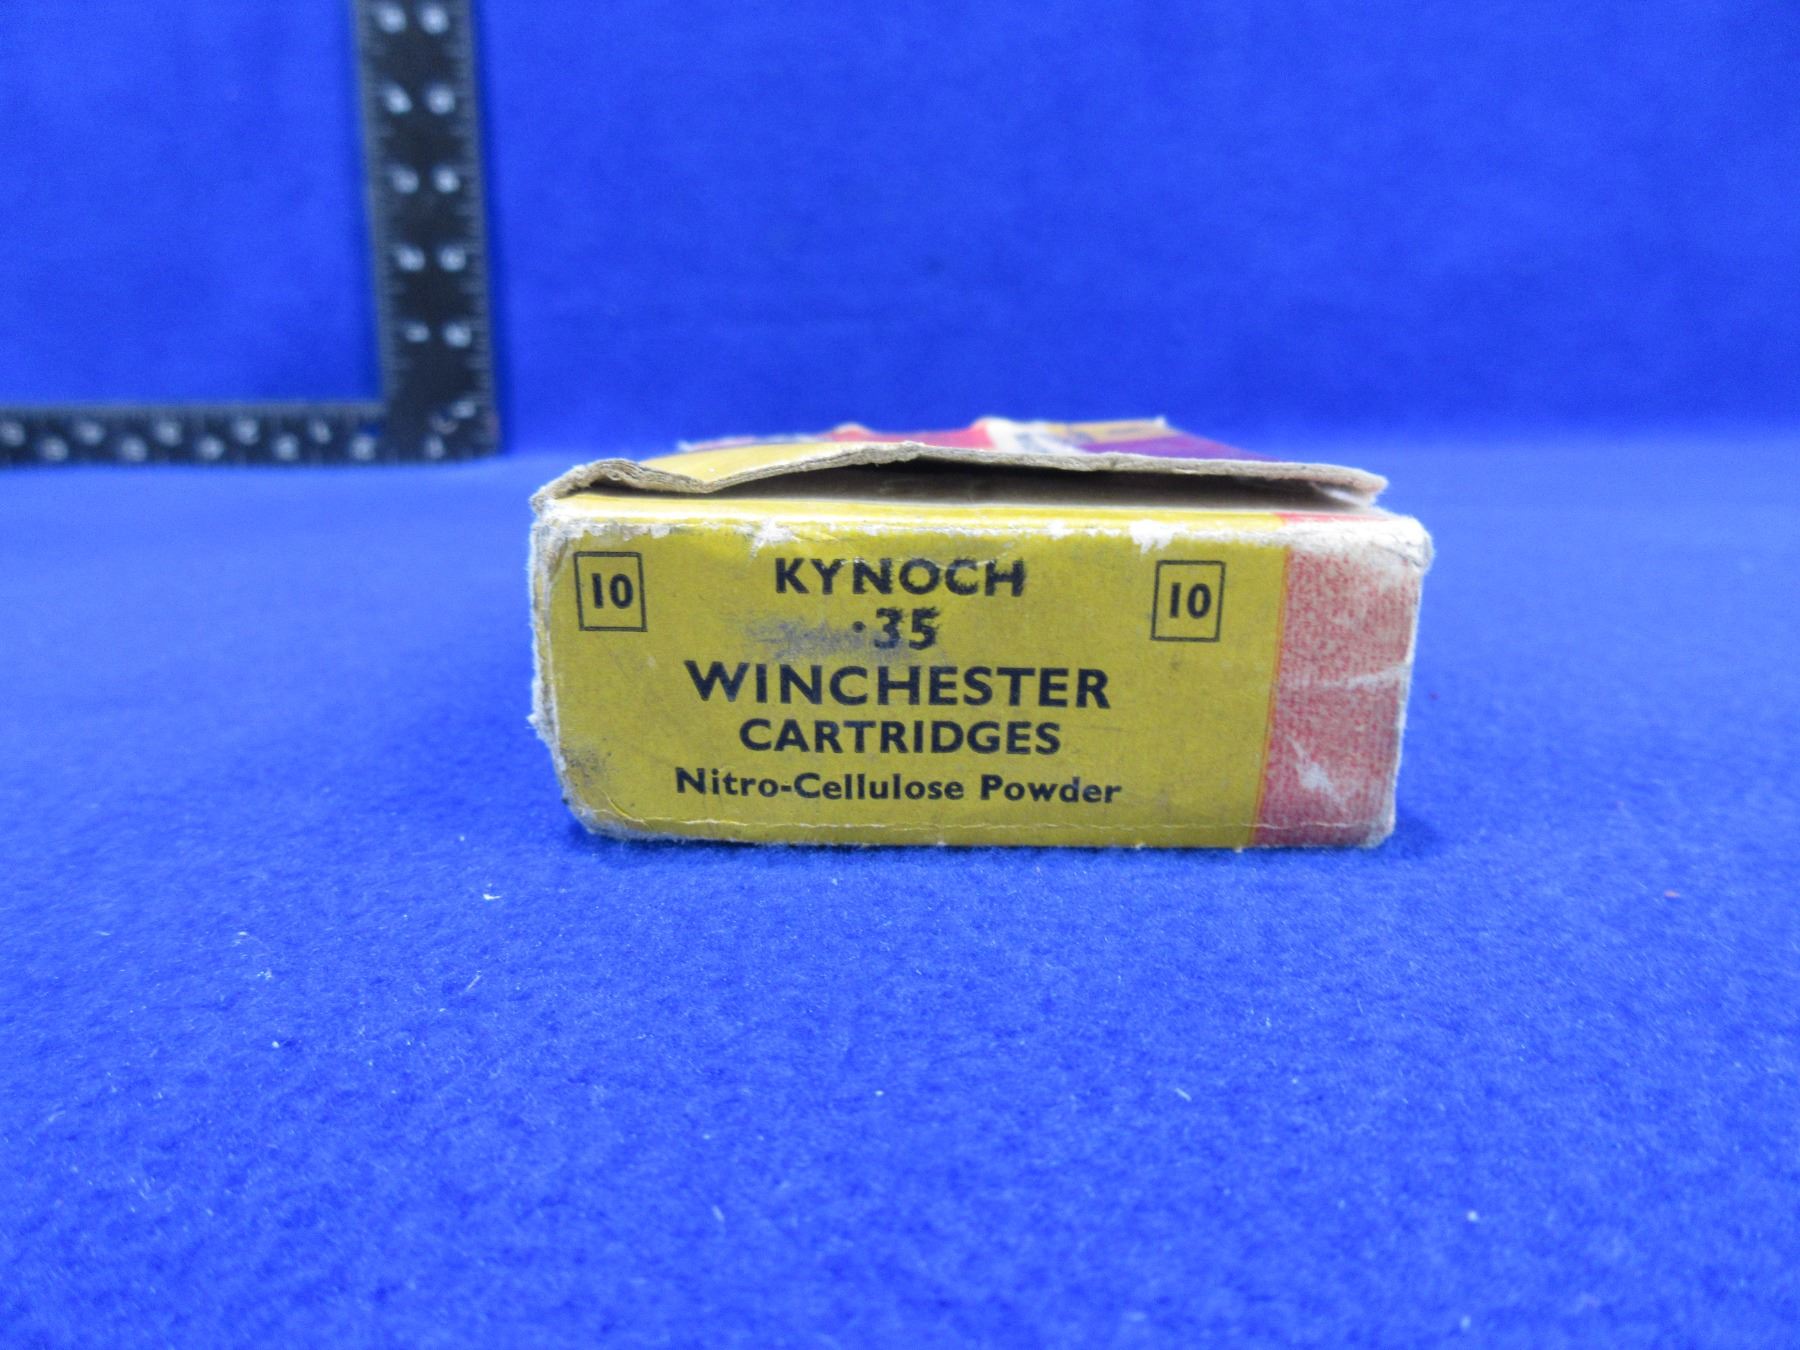 10 KYNOCH 10
·35
WINCHESTER
CARTRIDGES
Nitro-Cellulose Powder